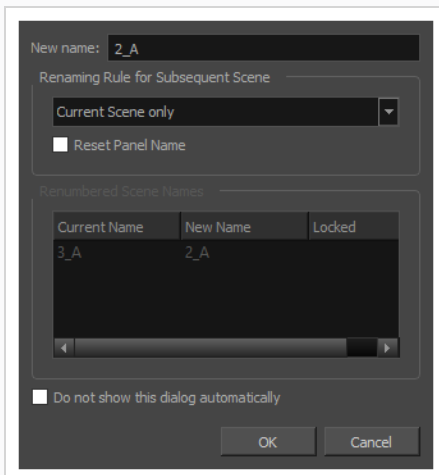 New name: 2_A
Renaming Rule for Subsequent Scene
Current Scene only
Reset Panel Name
Renumbered Scene Names
Current Name New Name Locked
3_A 2_A
Do not show this dialog automatically
OK Cancel